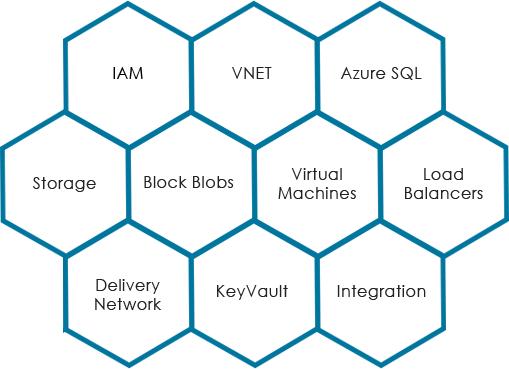 IAM
VNET
Azure SQL
Storage
Block Blobs
Virtual
Machines
Load
Balancers
Delivery
Network
KeyVault
Integration